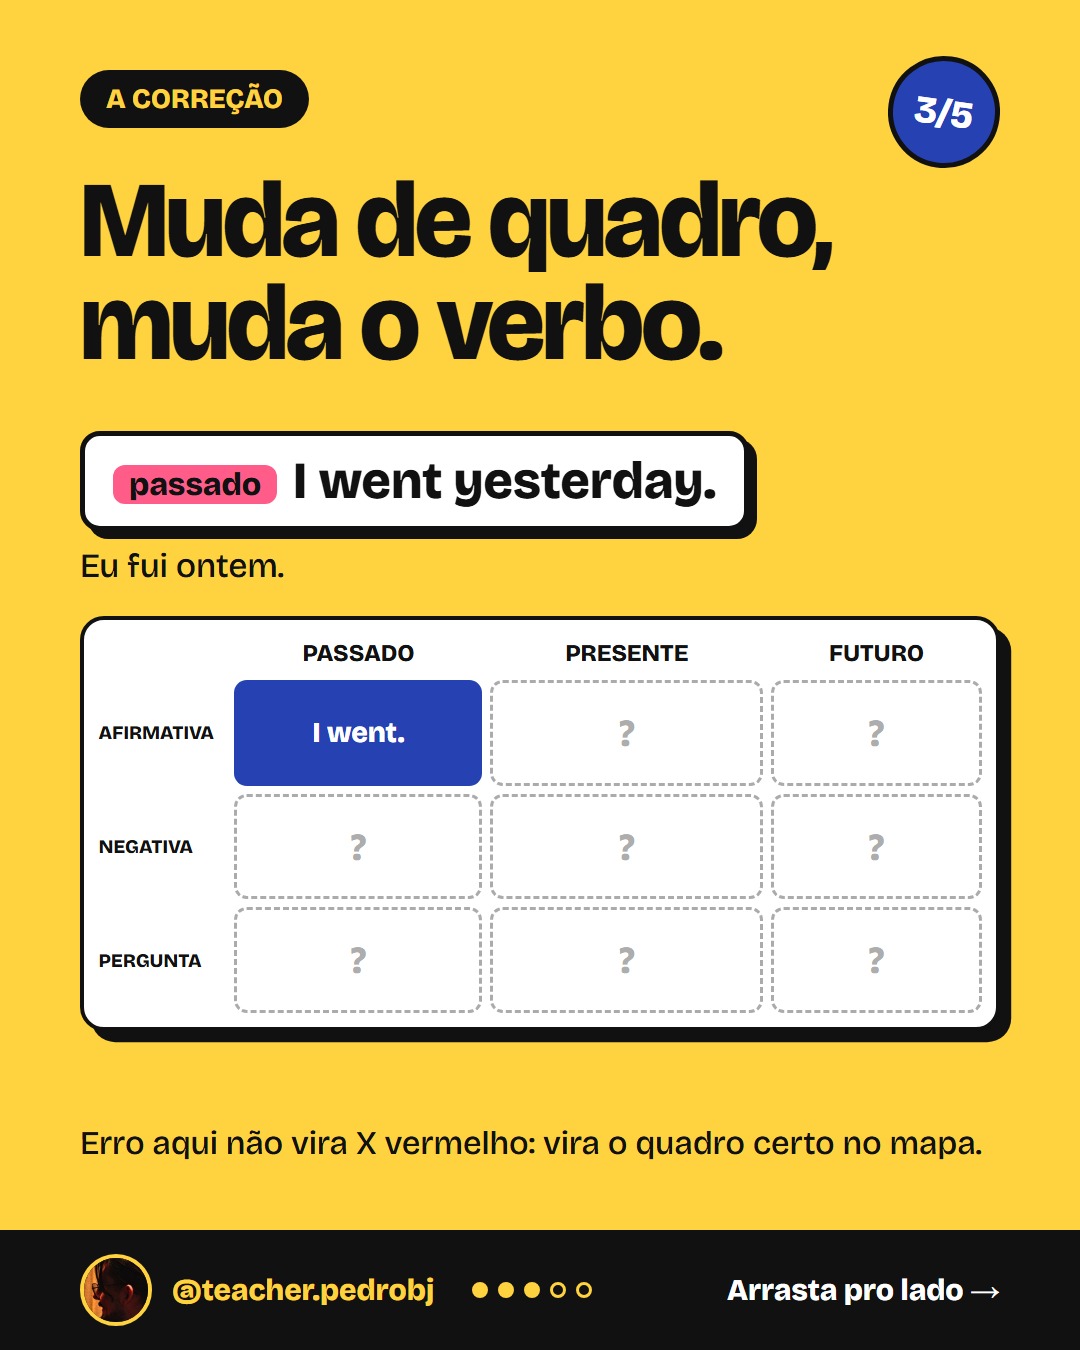 A CORREÇÃO
3/5
Muda de quadro,
muda o verbo.
passado I went yesterday.
Eu fui ontem.
PASSADO PRESENTE FUTURO
AFIRMATIVA I went. ? ?
NEGATIVA ? ? ?
PERGUNTA ? ? ?
Erro aqui não vira X vermelho: vira o quadro certo no mapa.
@teacher.pedrobj Arrasta pro lado →